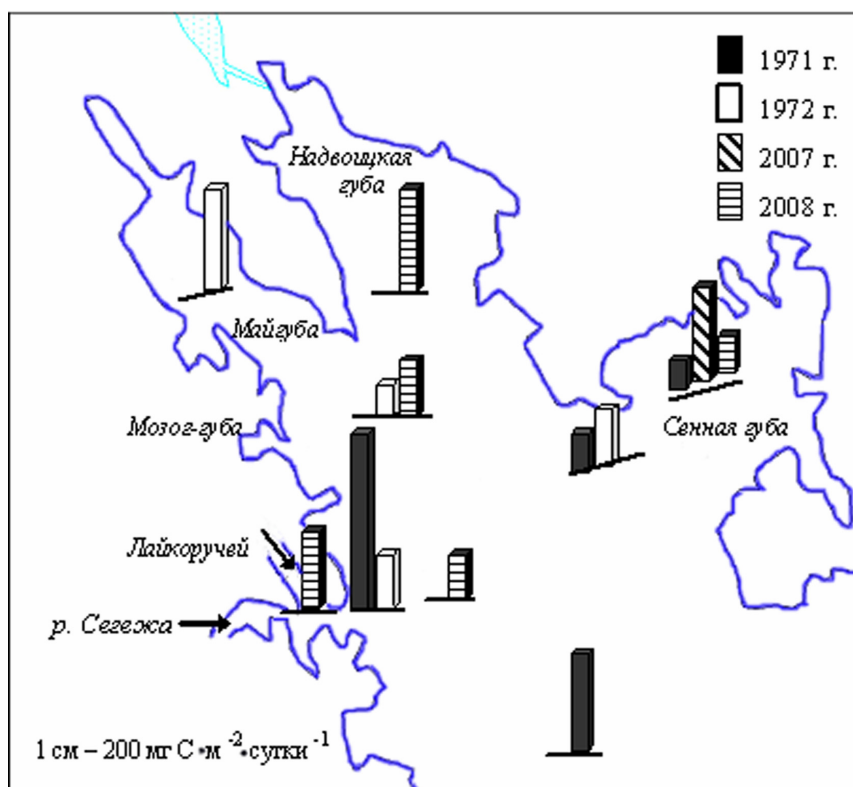 1971 г.
1972 г.
2007 г.
2008 г.
Надвоицкая
губа
Майгуба
Мозог-губа
Сенная губа
Лайкоручей
р. Сегежа
1 см – 200 мг С•м⁻²•сутки⁻¹